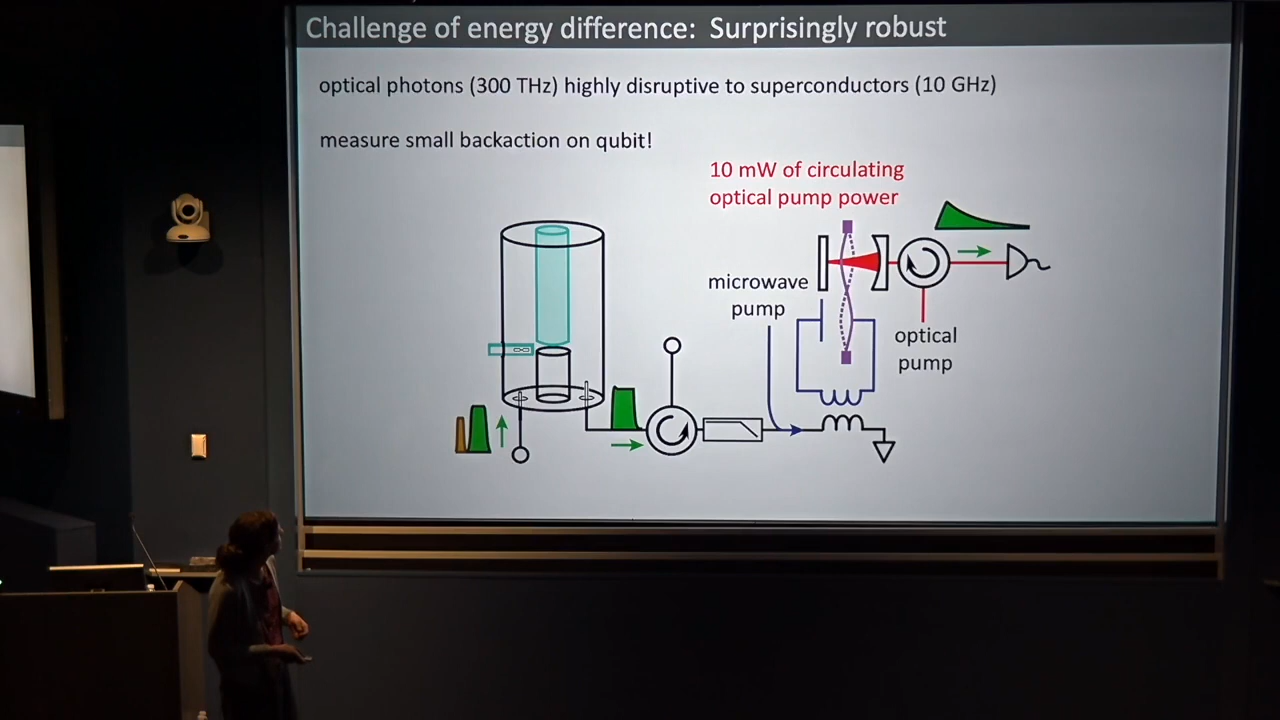 Challenge of energy difference: Surprisingly robust
optical photons (300 THz) highly disruptive to superconductors (10 GHz)
measure small backaction on qubit!
10 mW of circulating
optical pump power
microwave
pump
optical
pump